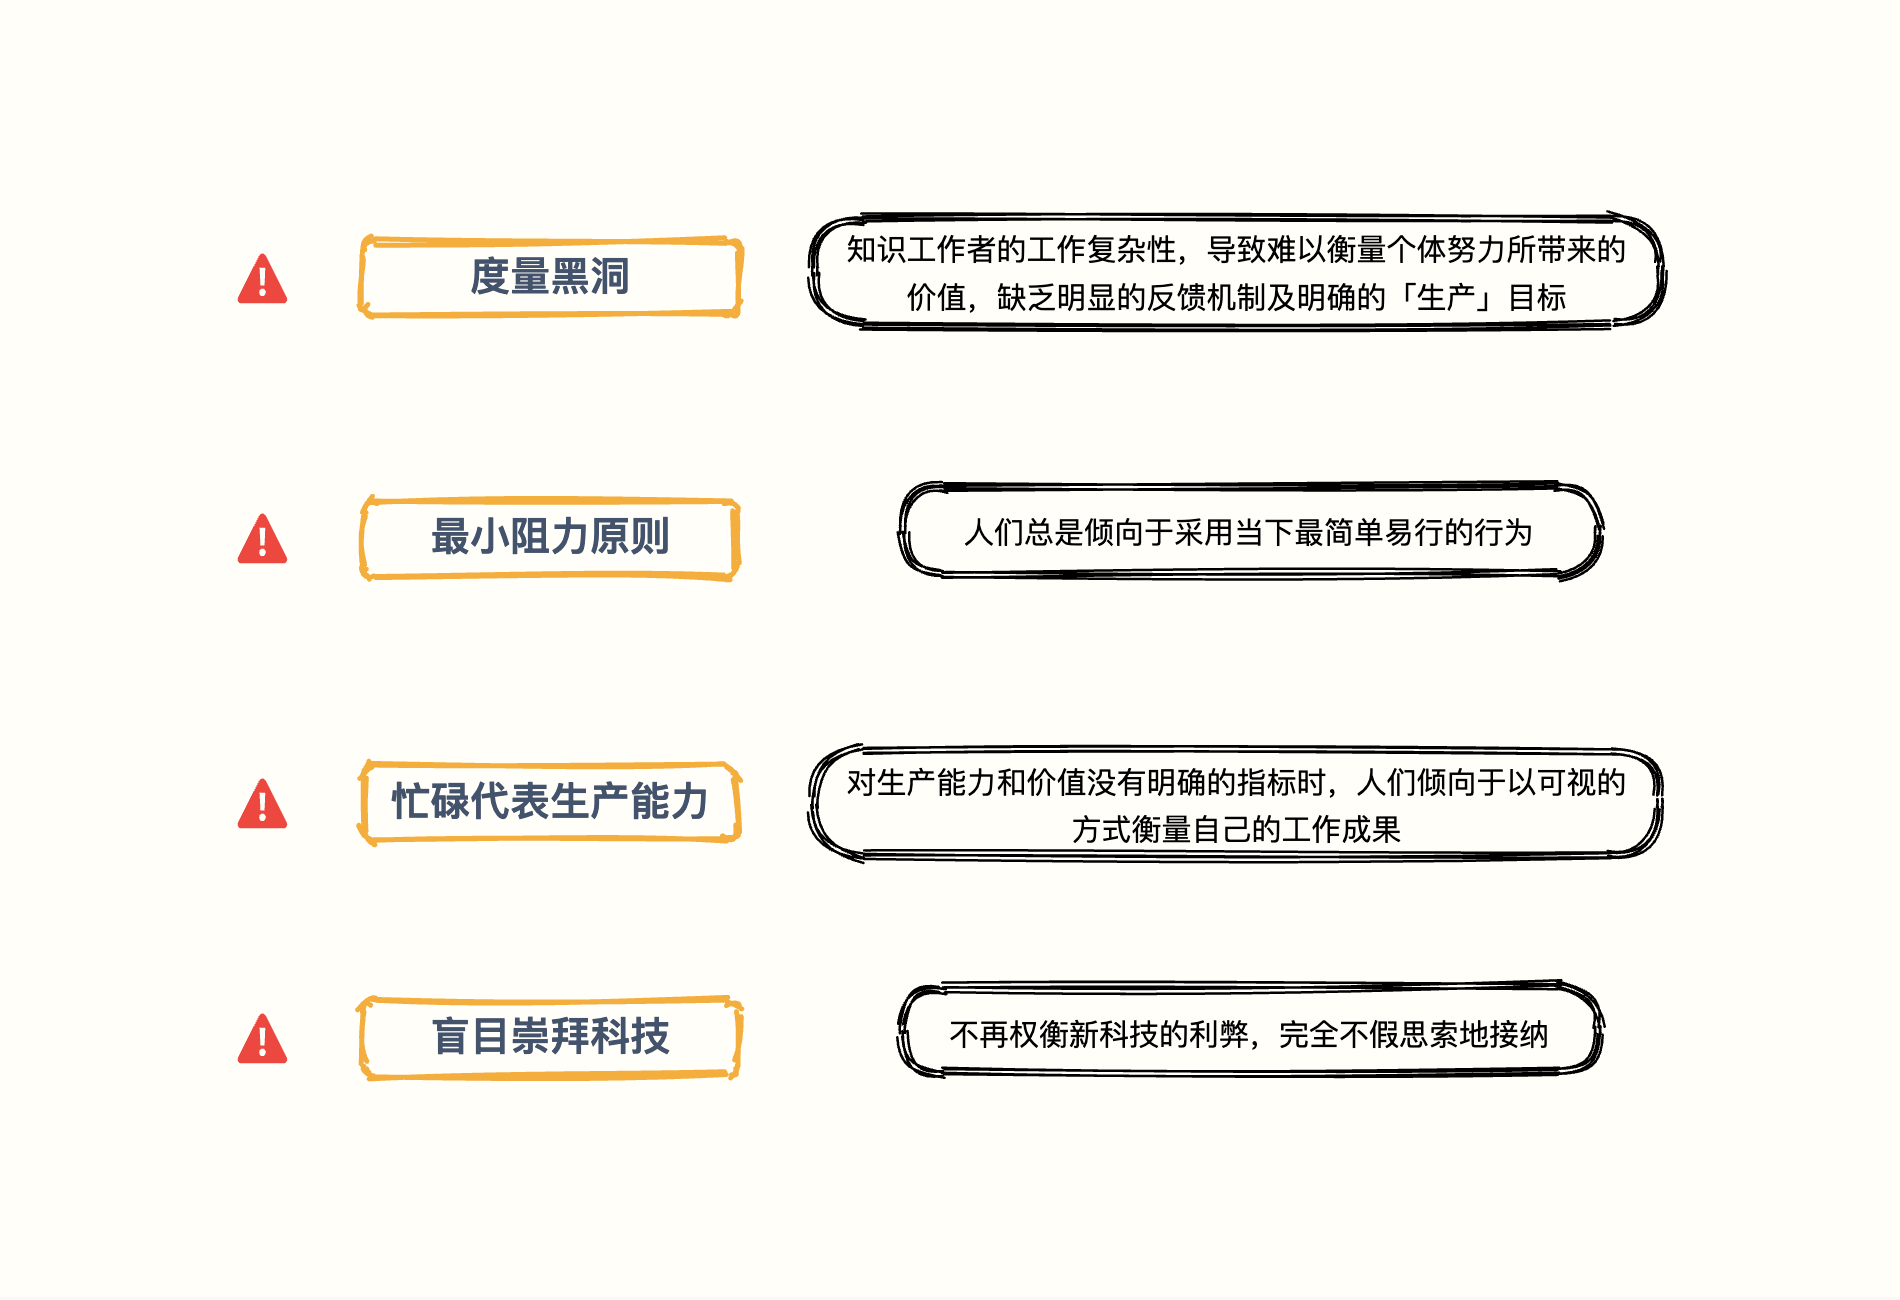 度量黑洞
知识工作者的工作复杂性，导致难以衡量个体努力所带来的
价值，缺乏明显的反馈机制及明确的「生产」目标
最小阻力原则
人们总是倾向于采用当下最简单易行的行为
忙碌代表生产能力
对生产能力和价值没有明确的指标时，人们倾向于以可视的
方式衡量自己的工作成果
盲目崇拜科技
不再权衡新科技的利弊，完全不假思索地接纳